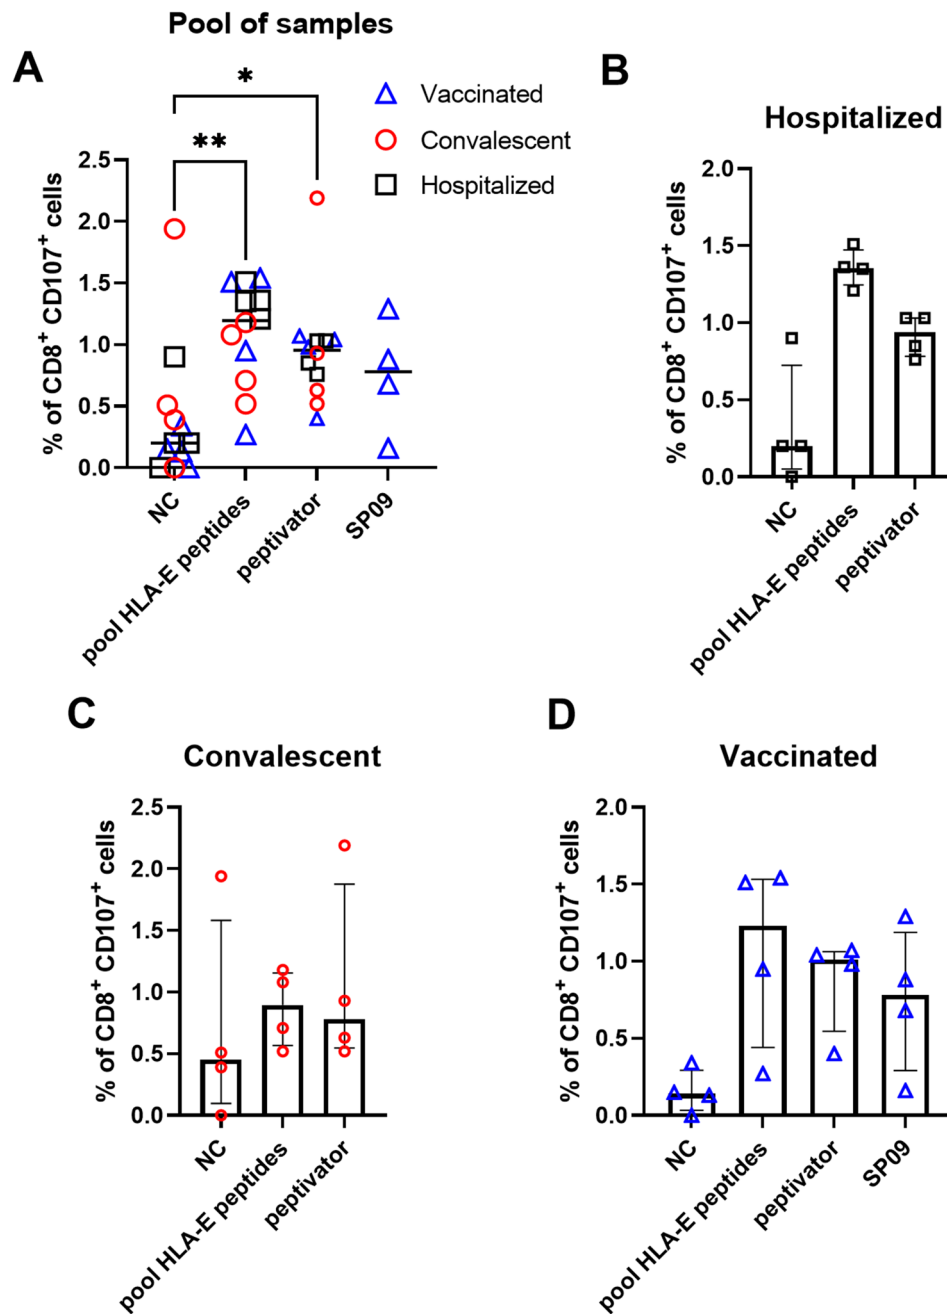 Pool of samples
A
*
**
Vaccinated
Convalescent
Hospitalized
% of CD8+ CD107+ cells
2.5
2.0
1.5
1.0
0.5
0.0
NC
pool HLA-E peptides
peptivator
SP09
B
Hospitalized
% of CD8+ CD107+ cells
2.0
1.5
1.0
0.5
0.0
NC
pool HLA-E peptides
peptivator
C
Convalescent
% of CD8+ CD107+ cells
2.5
2.0
1.5
1.0
0.5
0.0
NC
pool HLA-E peptides
peptivator
D
Vaccinated
% of CD8+ CD107+ cells
2.0
1.5
1.0
0.5
0.0
NC
pool HLA-E peptides
peptivator
SP09